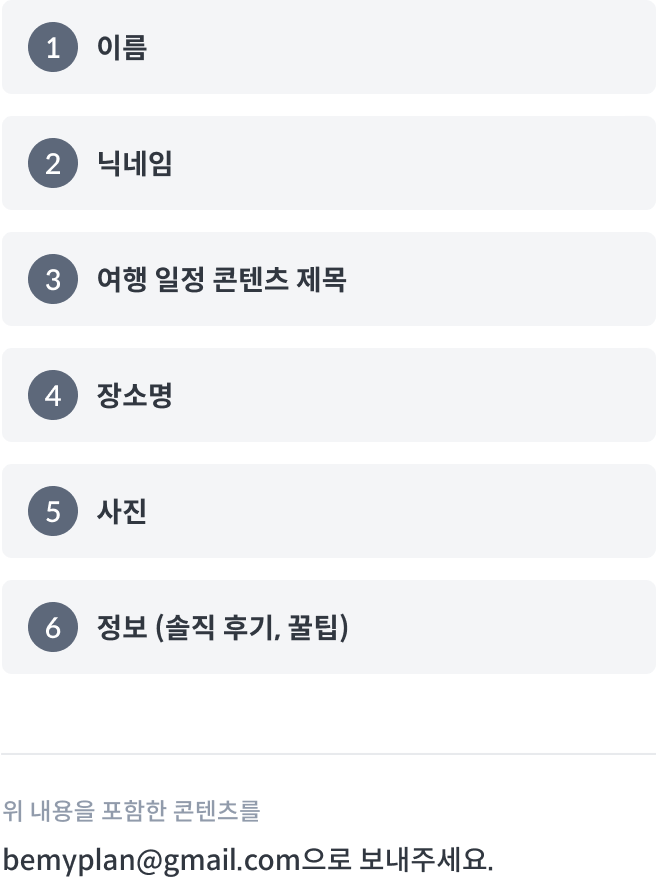 1 이름
2 닉네임
3 여행 일정 콘텐츠 제목
4 장소명
5 사진
6 정보 (솔직 후기, 꿀팁)
위 내용을 포함한 콘텐츠를
bemyplan@gmail.com으로 보내주세요.